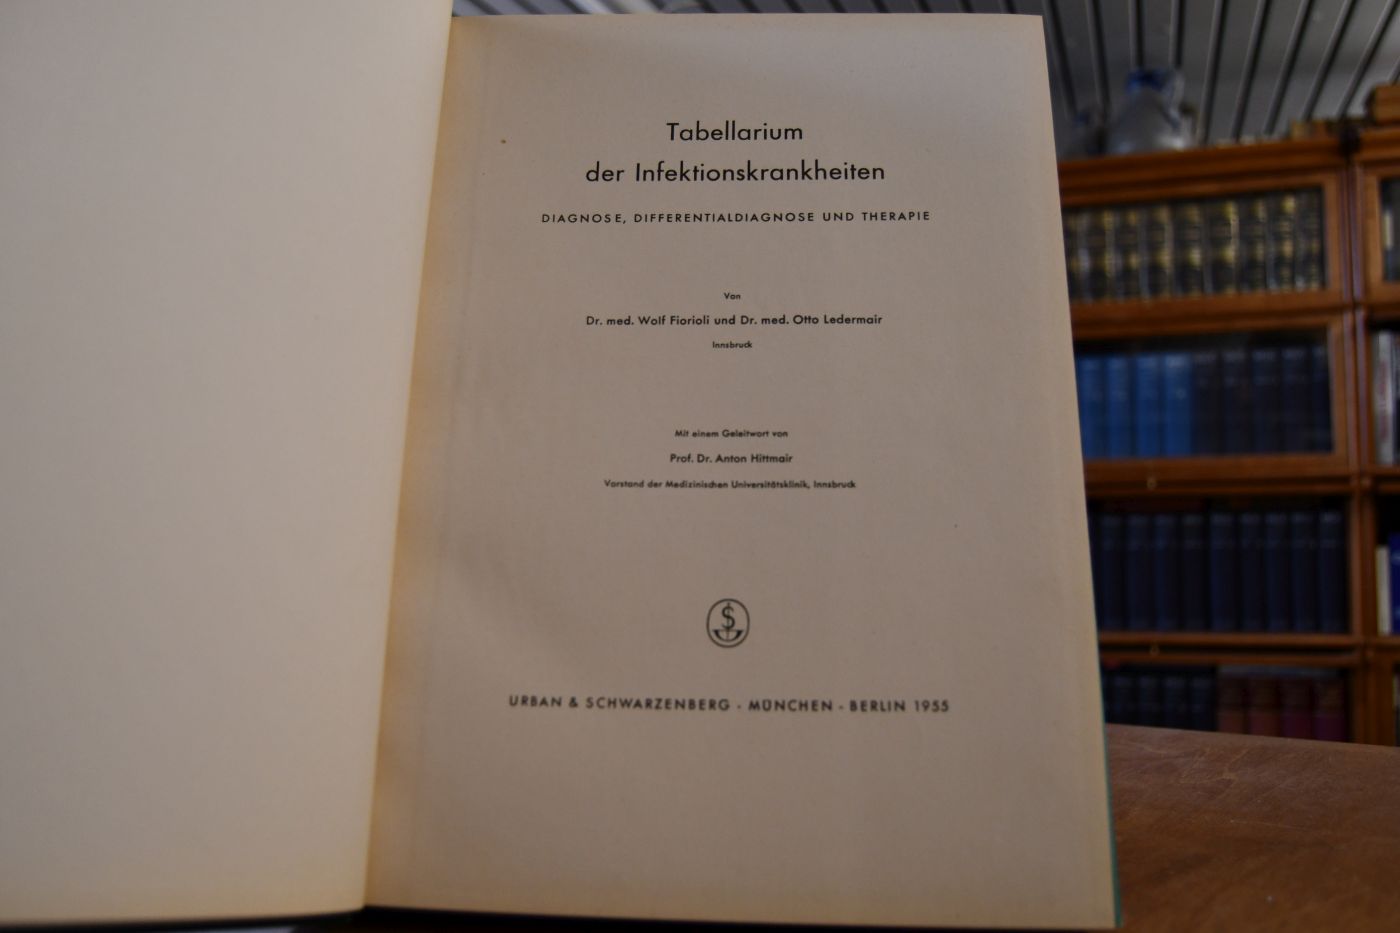 Tabellarium
der Infektionskrankheiten
DIAGNOSE, DIFFERENTIALDIAGNOSE UND THERAPIE
Von
Dr. med. Wolf Fiorioli und Dr. med. Otto Ledermair
Innsbruck
Mit einem Geleitwort von
Prof. Dr. Anton Hittmair
Vorstand der Medizinischen Universitätsklinik, Innsbruck
URBAN & SCHWARZENBERG · MÜNCHEN · BERLIN 1955